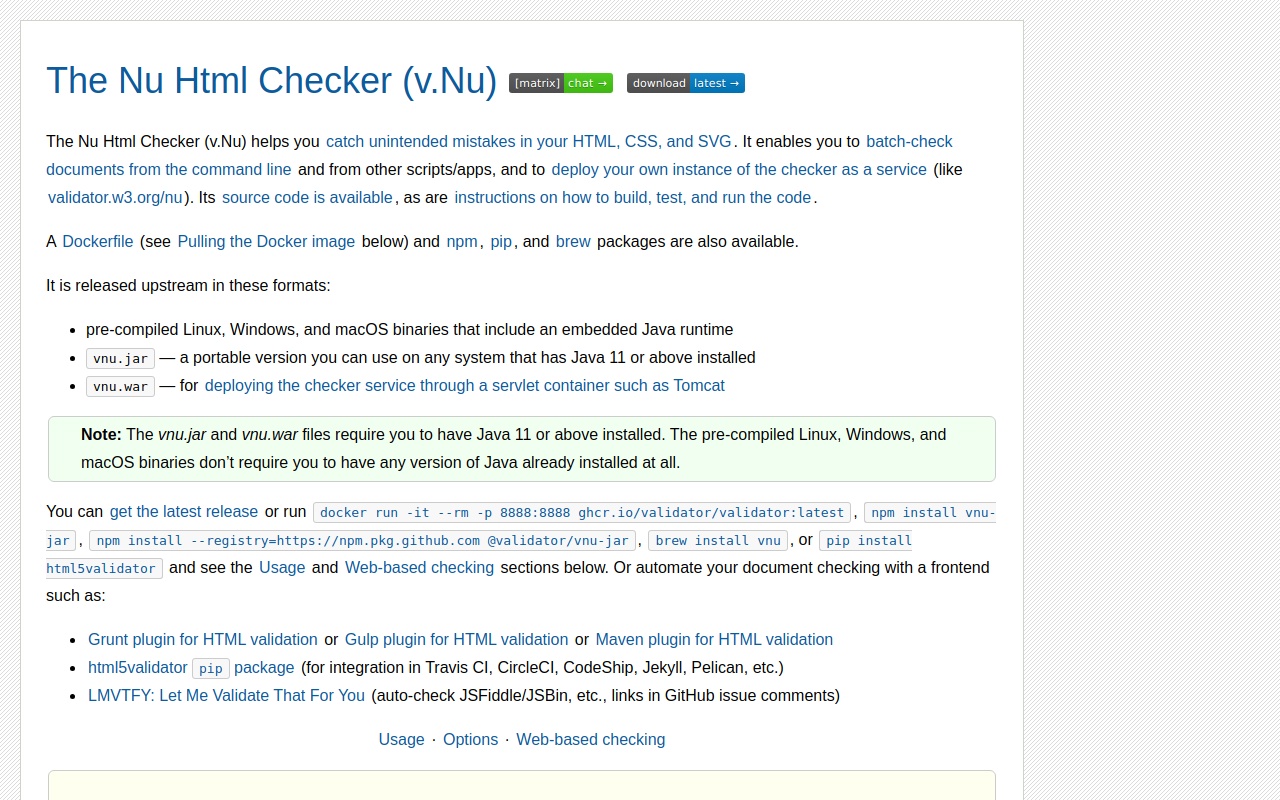 The Nu Html Checker (v.Nu) [matrix] chat → download latest →
The Nu Html Checker (v.Nu) helps you catch unintended mistakes in your HTML, CSS, and SVG. It enables you to batch-check
documents from the command line and from other scripts/apps, and to deploy your own instance of the checker as a service (like
validator.w3.org/nu). Its source code is available, as are instructions on how to build, test, and run the code.
A Dockerfile (see Pulling the Docker image below) and npm, pip, and brew packages are also available.
It is released upstream in these formats:
• pre-compiled Linux, Windows, and macOS binaries that include an embedded Java runtime
• vnu.jar — a portable version you can use on any system that has Java 11 or above installed
• vnu.war — for deploying the checker service through a servlet container such as Tomcat
Note: The vnu.jar and vnu.war files require you to have Java 11 or above installed. The pre-compiled Linux, Windows, and
macOS binaries don’t require you to have any version of Java already installed at all.
You can get the latest release or run docker run -it --rm -p 8888:8888 ghcr.io/validator/validator:latest, npm install vnu-
jar, npm install --registry=https://npm.pkg.github.com @validator/vnu-jar, brew install vnu, or pip install
html5validator and see the Usage and Web-based checking sections below. Or automate your document checking with a frontend
such as:
• Grunt plugin for HTML validation or Gulp plugin for HTML validation or Maven plugin for HTML validation
• html5validator pip package (for integration in Travis CI, CircleCI, CodeShip, Jekyll, Pelican, etc.)
• LMVTFY: Let Me Validate That For You (auto-check JSFiddle/JSBin, etc., links in GitHub issue comments)
Usage · Options · Web-based checking